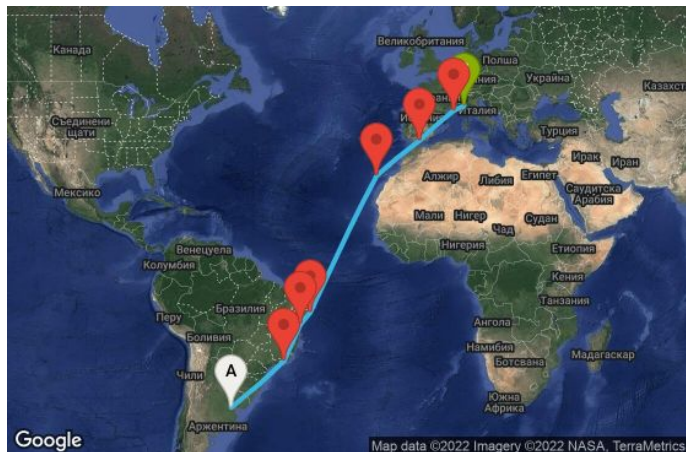 Канада
Великобритания
Полша
Украйна
Казахст
Италия
Съединени
щати
Турция
Ирак
Иран
Алжир
Либия
Египет
Саудитска
Арабия
Мексико
Мали
Нигер
Судан
Чад
Венецуела
Нигерия
Етиопия
Колумбия
Кения
Бразилия
Танзания
Перу
Ангола
Боливия
Намибия
Ботсвана
Мадагаскар
A
Чили
Южна
Африка
Аржентина
Google
Map data ©2022 Imagery ©2022 NASA, TerraMetrics